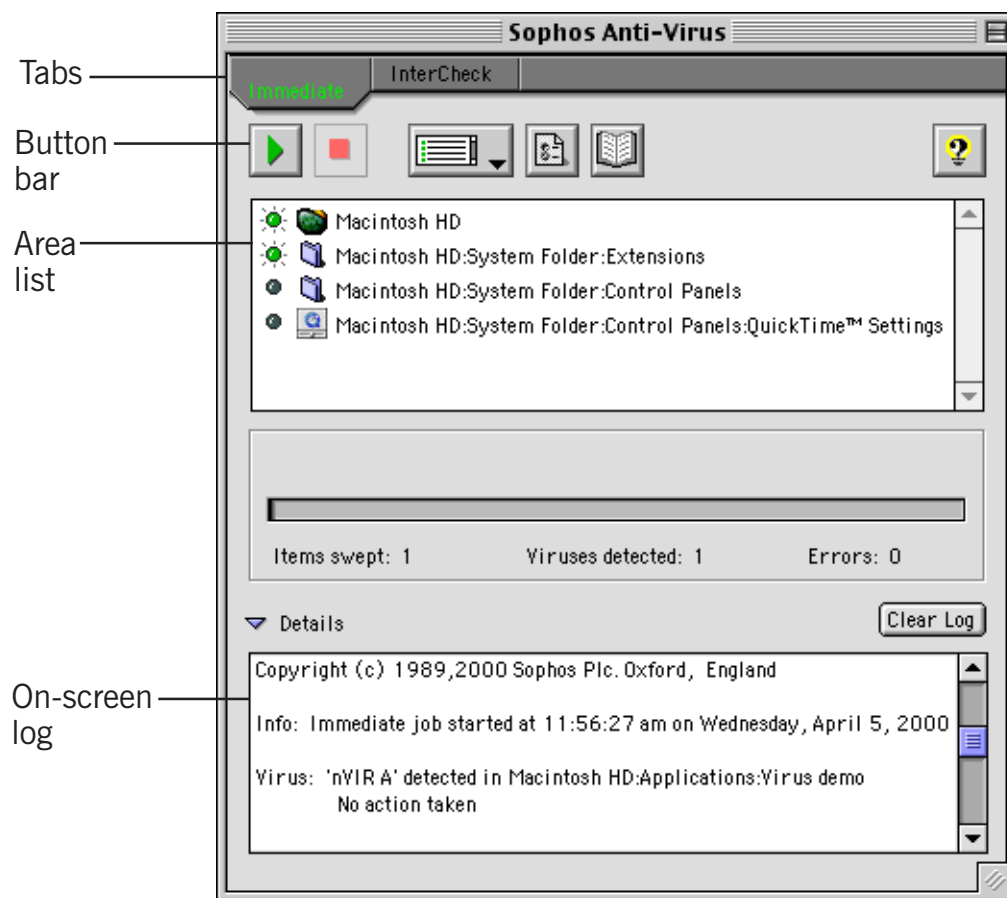 Sophos Anti-Virus
Tabs
Immediate
InterCheck
Button
bar
Area
list
Macintosh HD
Macintosh HD:System Folder:Extensions
Macintosh HD:System Folder:Control Panels
Macintosh HD:System Folder:Control Panels:QuickTime™ Settings
Items swept: 1
Viruses detected: 1
Errors: 0
Details
Clear Log
On-screen
log
Copyright (c) 1989,2000 Sophos Plc. Oxford, England
Info: Immediate job started at 11:56:27 am on Wednesday, April 5, 2000
Virus: 'nVIR A' detected in Macintosh HD:Applications:Virus demo
No action taken